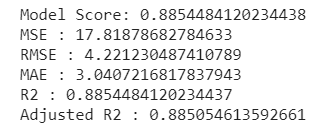 Model Score: 0.8854484120234438
MSE : 17.81878682784633
RMSE : 4.221230487410789
MAE : 3.0407216817837943
R2 : 0.8854484120234437
Adjusted R2 : 0.885054613592661